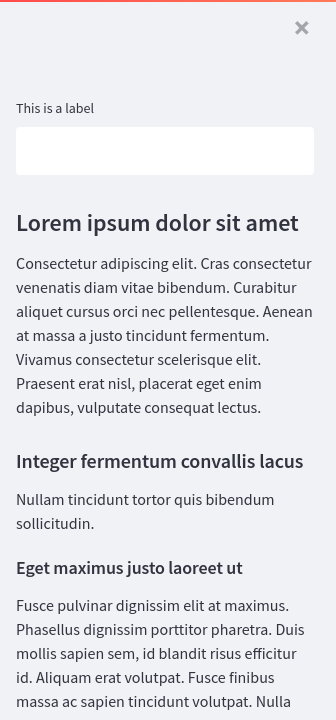 This is a label
Lorem ipsum dolor sit amet
Consectetur adipiscing elit. Cras consectetur
venenatis diam vitae bibendum. Curabitur
aliquet cursus orci nec pellentesque. Aenean
at massa a justo tincidunt fermentum.
Vivamus consectetur scelerisque elit.
Praesent erat nisl, placerat eget enim
dapibus, vulputate consequat lectus.
Integer fermentum convallis lacus
Nullam tincidunt tortor quis bibendum
sollicitudin.
Eget maximus justo laoreet ut
Fusce pulvinar dignissim elit at maximus.
Phasellus dignissim porttitor pharetra. Duis
mollis sapien sem, id blandit risus efficitur
id. Aliquam erat volutpat. Fusce finibus
massa ac sapien tincidunt volutpat. Nulla